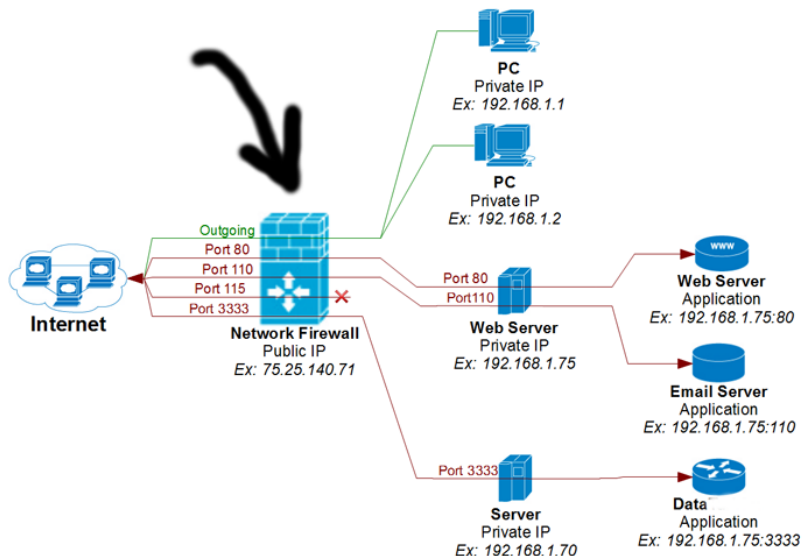 PC
Private IP
Ex: 192.168.1.1
PC
Private IP
Ex: 192.168.1.2
Outgoing
Port 80
Port 110
Port 115
Port 3333
Internet
Network Firewall
Public IP
Ex: 75.25.140.71
Port 80
Port110
Web Server
Private IP
Ex: 192.168.1.75
www
Web Server
Application
Ex: 192.168.1.75:80
Email Server
Application
Ex: 192.168.1.75:110
Port 3333
Server
Private IP
Ex: 192.168.1.70
Data
Application
Ex: 192.168.1.75:3333